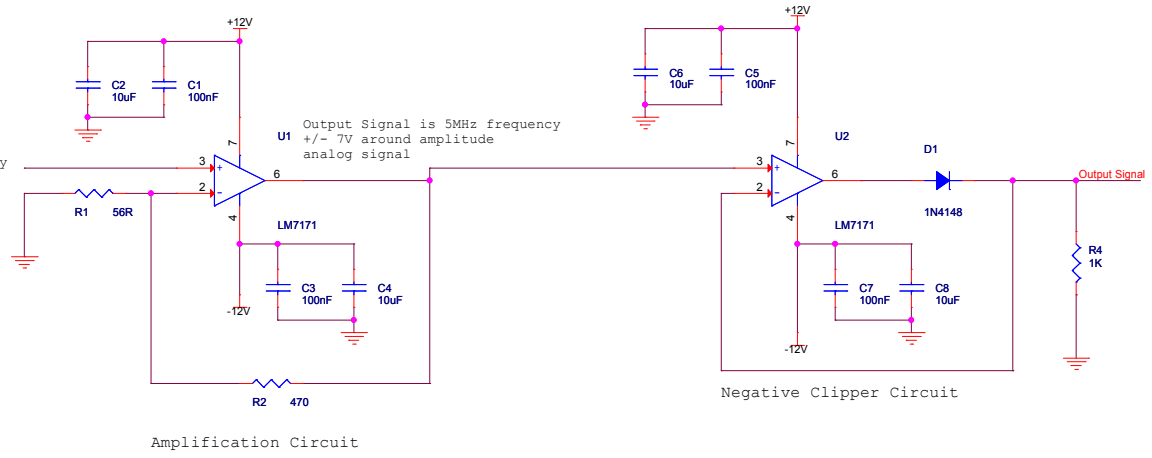 +12V
C2
10uF
C1
100nF
7
U1
Output Signal is 5MHz frequency
+/- 7V around amplitude
analog signal
y
3
+
6
2
-
4
R1
56R
LM7171
C3
100nF
C4
10uF
-12V
R2
470
Amplification Circuit
+12V
C6
10uF
C5
100nF
7
U2
D1
3
+
6
2
-
4
1N4148
Output Signal
LM7171
R4
1K
C7
100nF
C8
10uF
-12V
Negative Clipper Circuit